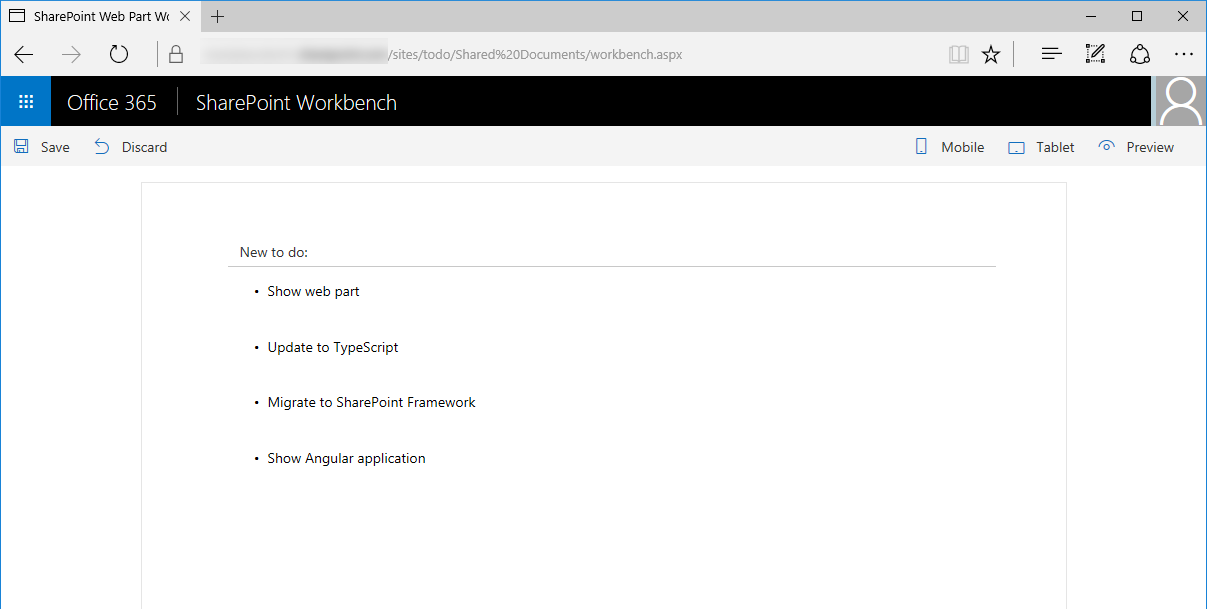 SharePoint Web Part Wo
/sites/todo/Shared%20Documents/workbench.aspx
Office 365 SharePoint Workbench
Save Discard Mobile Tablet Preview
New to do:
• Show web part
• Update to TypeScript
• Migrate to SharePoint Framework
• Show Angular application